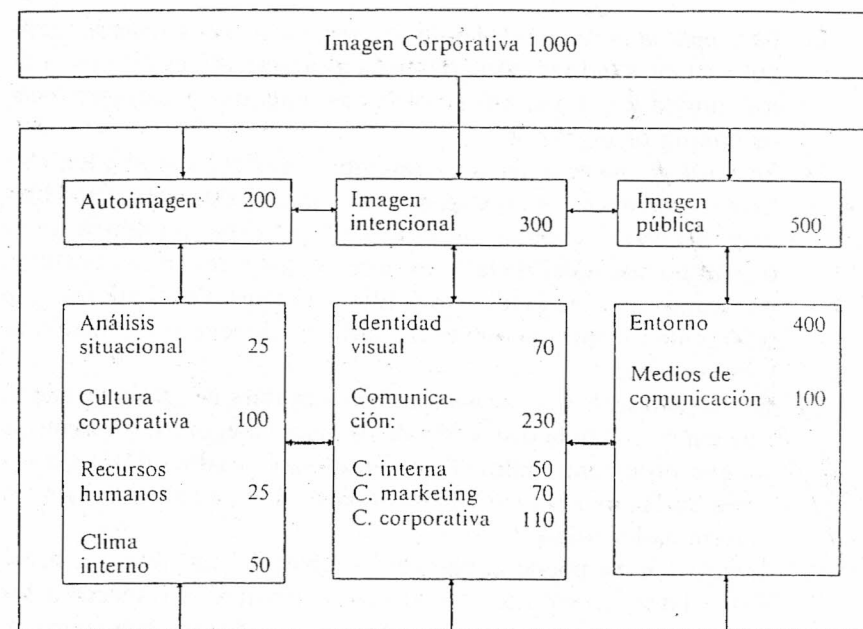 Imagen Corporativa 1.000
Autoimagen 200
Imagen
intencional 300
Imagen
pública 500
Análisis
situacional 25
Cultura
corporativa 100
Recursos
humanos 25
Clima
interno 50
Identidad
visual 70
Comunica-
ción: 230
C. interna 50
C. marketing 70
C. corporativa 110
Entorno 400
Medios de
comunicación 100